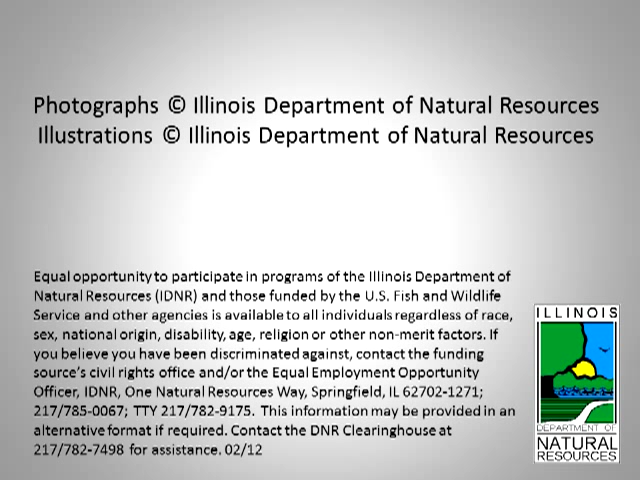 Photographs © Illinois Department of Natural Resources
Illustrations © Illinois Department of Natural Resources
Equal opportunity to participate in programs of the Illinois Department of
Natural Resources (IDNR) and those funded by the U.S. Fish and Wildlife
Service and other agencies is available to all individuals regardless of race,
sex, national origin, disability, age, religion or other non-merit factors. If
you believe you have been discriminated against, contact the funding
source's civil rights office and/or the Equal Employment Opportunity
Officer, IDNR, One Natural Resources Way, Springfield, IL 62702-1271;
217/785-0067; TTY 217/782-9175. This information may be provided in an
alternative format if required. Contact the DNR Clearinghouse at
217/782-7498 for assistance. 02/12
ILLINOIS
DEPARTMENT OF
NATURAL
RESOURCES